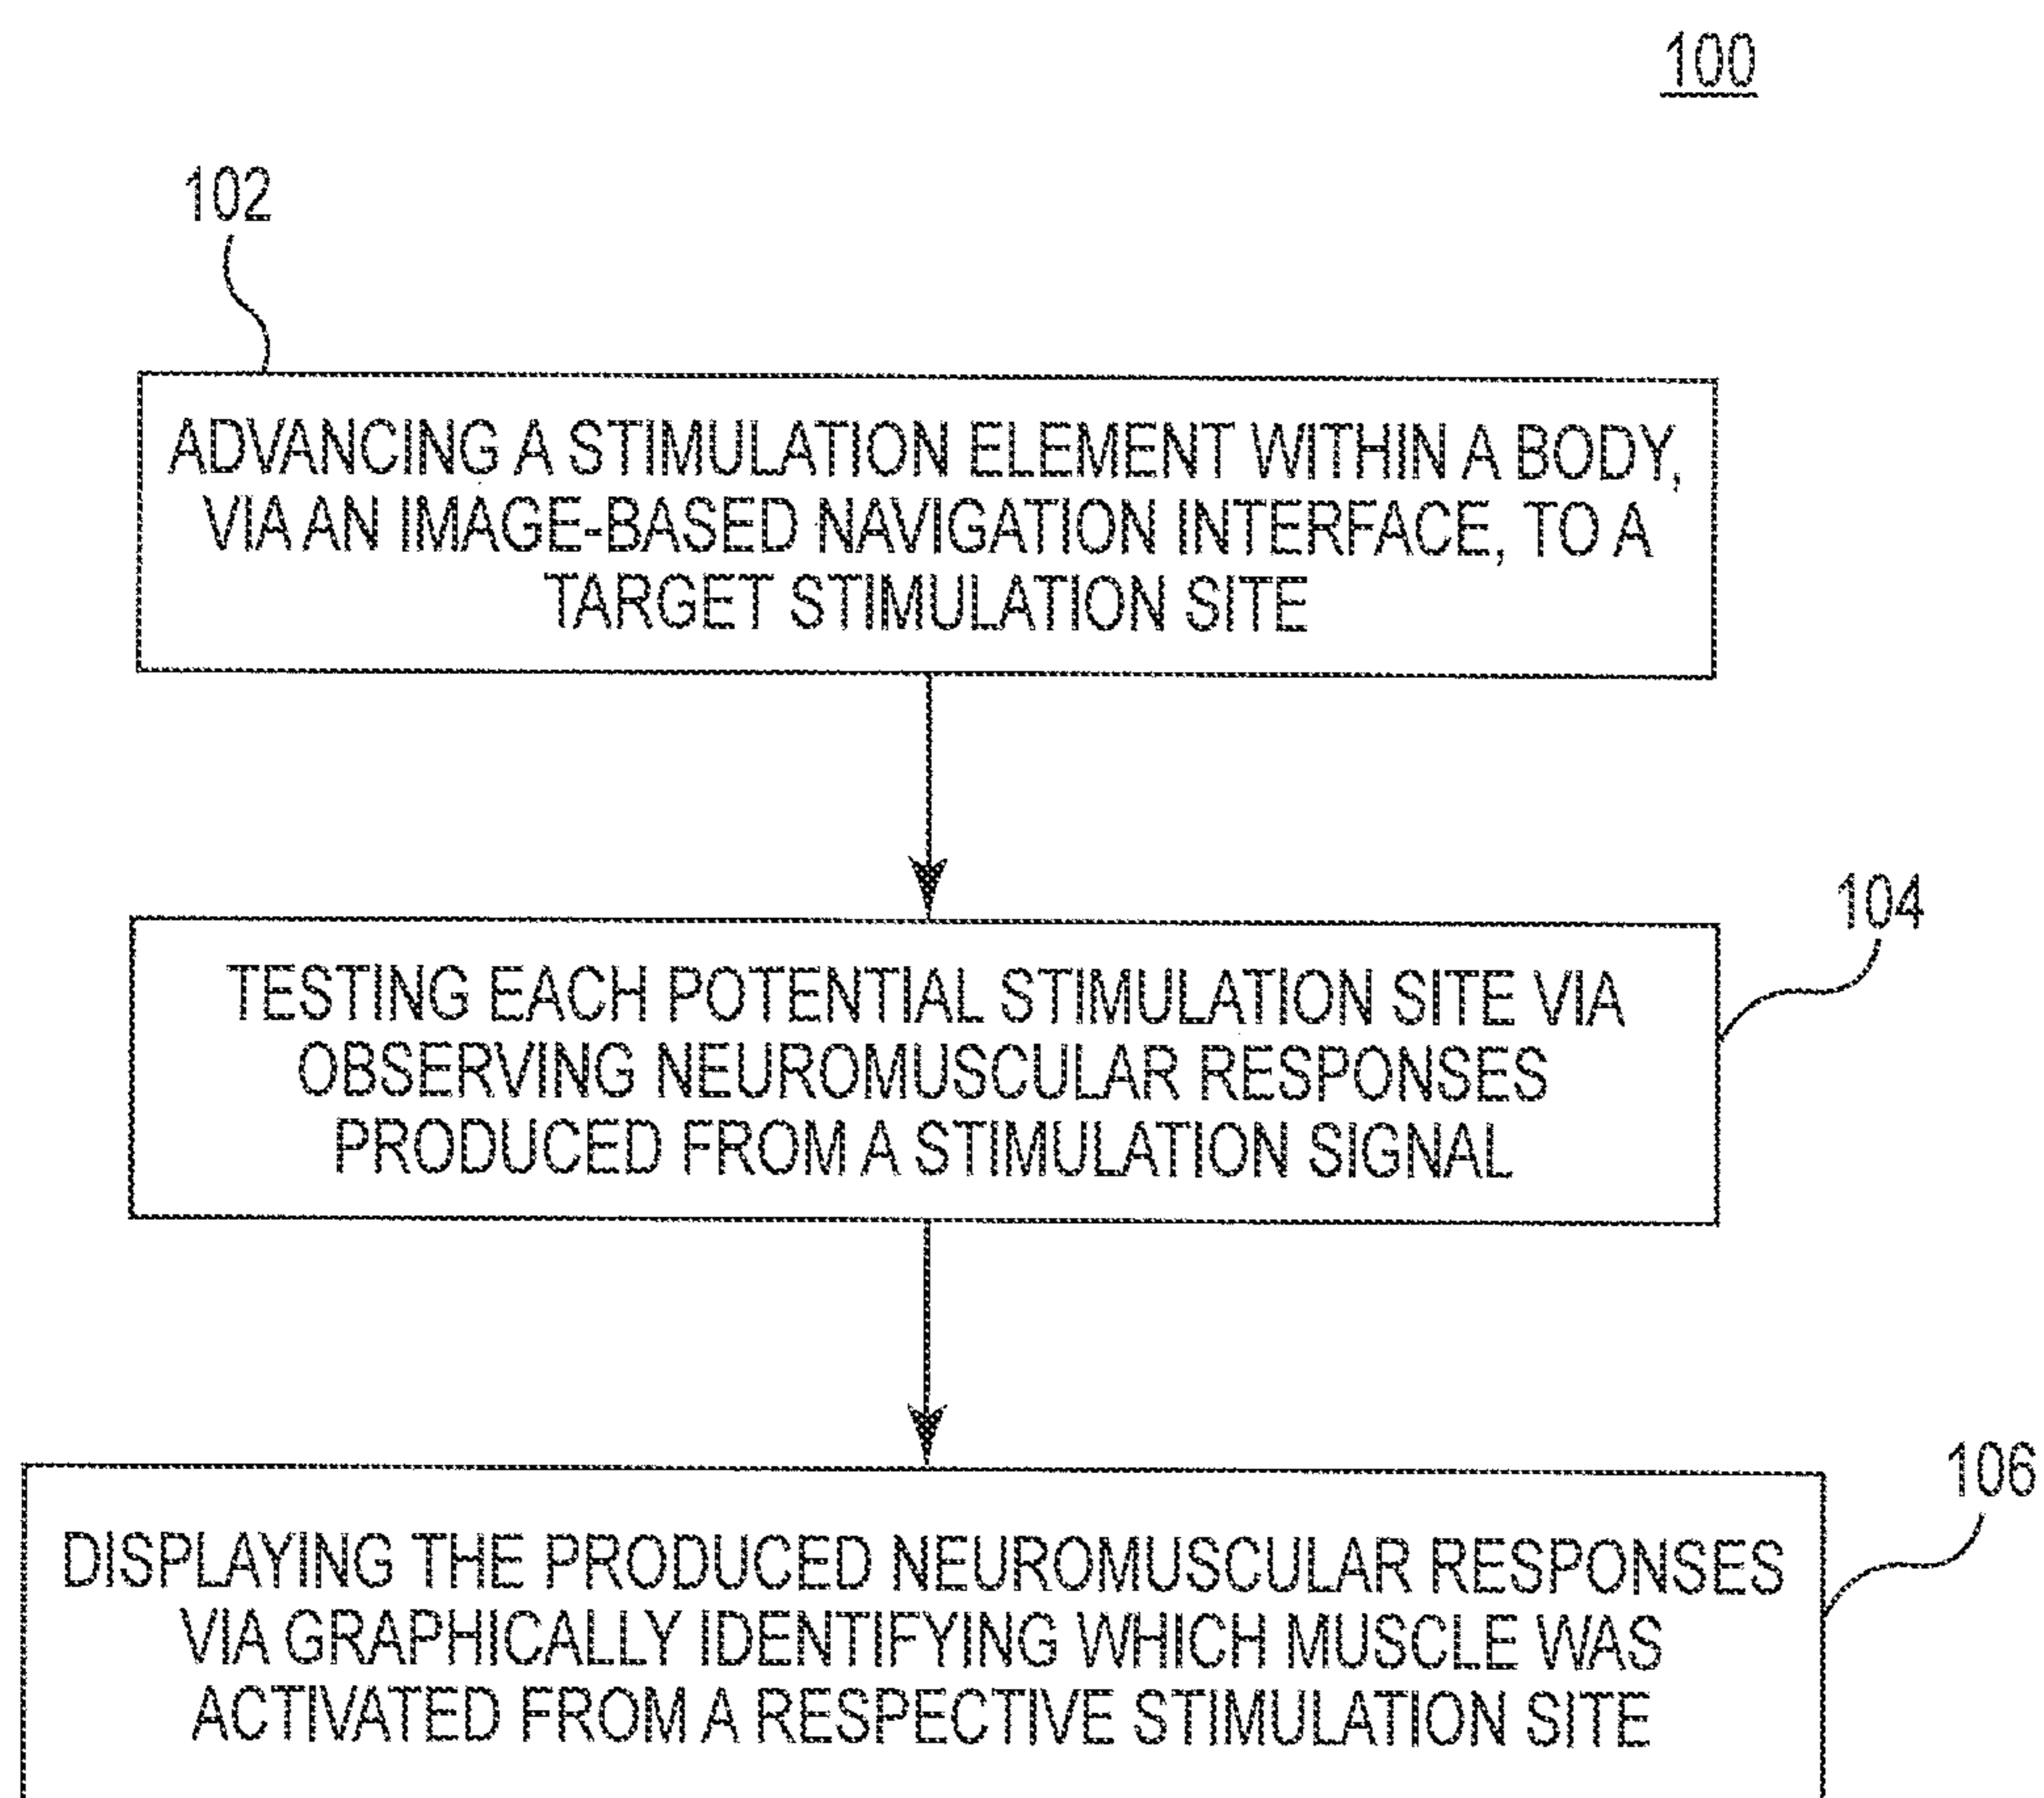 100
102
ADVANCING A STIMULATION ELEMENT WITHIN A BODY,
VIA AN IMAGE-BASED NAVIGATION INTERFACE, TO A
TARGET STIMULATION SITE
104
TESTING EACH POTENTIAL STIMULATION SITE VIA
OBSERVING NEUROMUSCULAR RESPONSES
PRODUCED FROM A STIMULATION SIGNAL
106
DISPLAYING THE PRODUCED NEUROMUSCULAR RESPONSES
VIA GRAPHICALLY IDENTIFYING WHICH MUSCLE WAS
ACTIVATED FROM A RESPECTIVE STIMULATION SITE